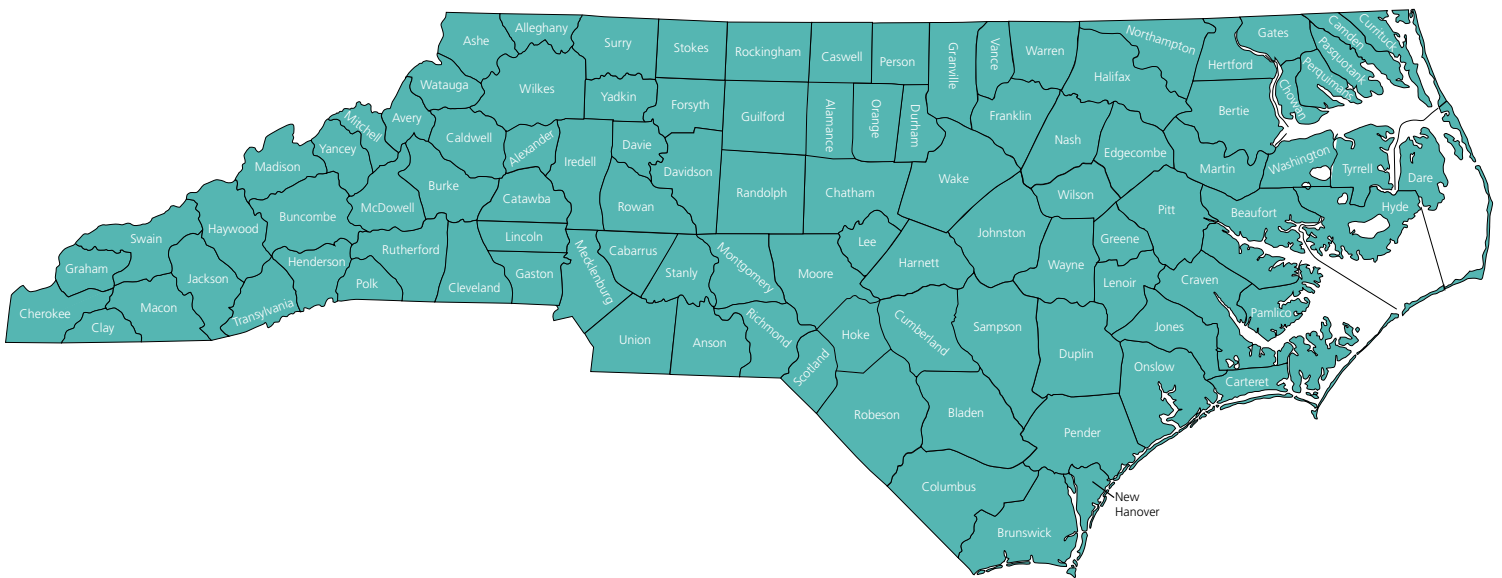 Ashe
Alleghany
Surry
Stokes
Rockingham
Caswell
Person
Granville
Vance
Warren
Northampton
Halifax
Hertford
Gates
Camden
Currituck
Pasquotank
Perquimans
Chowan
Bertie
Watauga
Wilkes
Yadkin
Forsyth
Guilford
Alamance
Orange
Durham
Franklin
Nash
Edgecombe
Martin
Washington
Tyrrell
Dare
Mitchell
Avery
Caldwell
Alexander
Iredell
Davie
Davidson
Randolph
Chatham
Wake
Wilson
Pitt
Beaufort
Hyde
Madison
Yancey
McDowell
Burke
Catawba
Rowan
Buncombe
Haywood
Swain
Graham
Jackson
Henderson
Rutherford
Polk
Cleveland
Lincoln
Gaston
Mecklenburg
Cabarrus
Stanly
Montgomery
Moore
Lee
Harnett
Johnston
Wayne
Greene
Lenoir
Craven
Pamlico
Cherokee
Clay
Macon
Transylvania
Union
Anson
Richmond
Scotland
Hoke
Cumberland
Sampson
Duplin
Jones
Onslow
Carteret
Robeson
Bladen
Pender
Columbus
Brunswick
New
Hanover